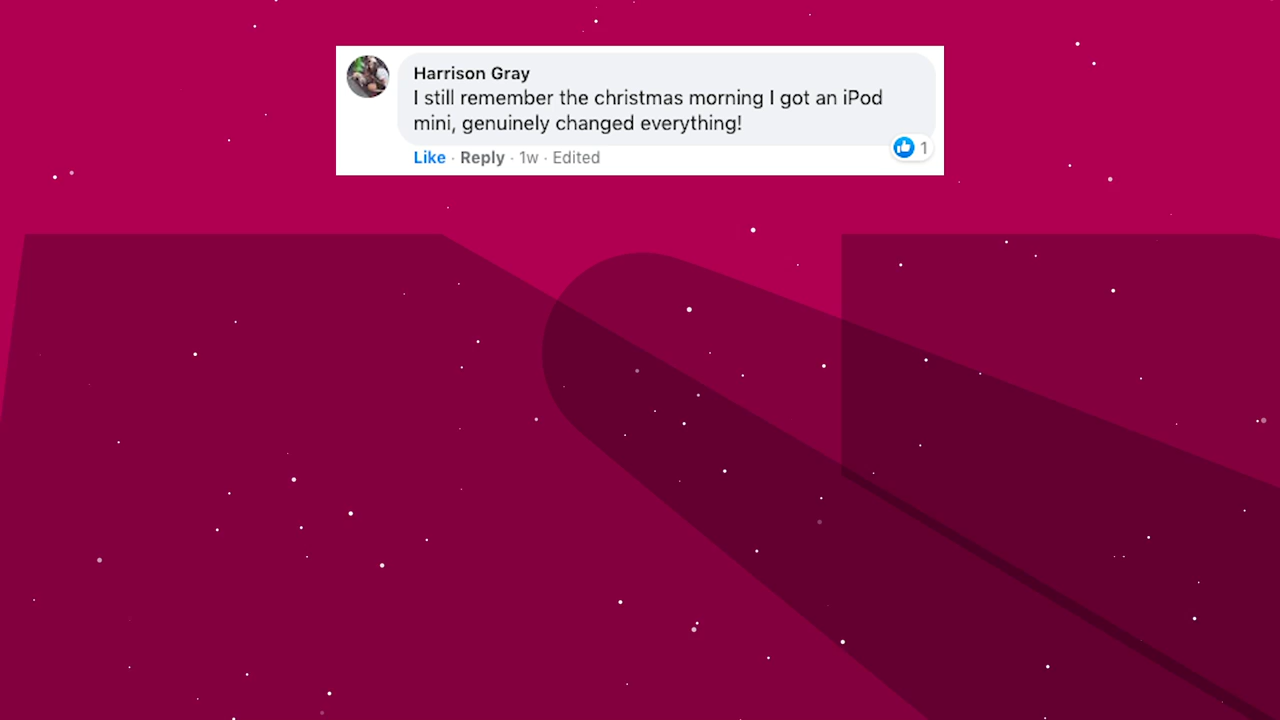 Harrison Gray
I still remember the christmas morning I got an iPod
mini, genuinely changed everything!
Like · Reply · 1w · Edited
1